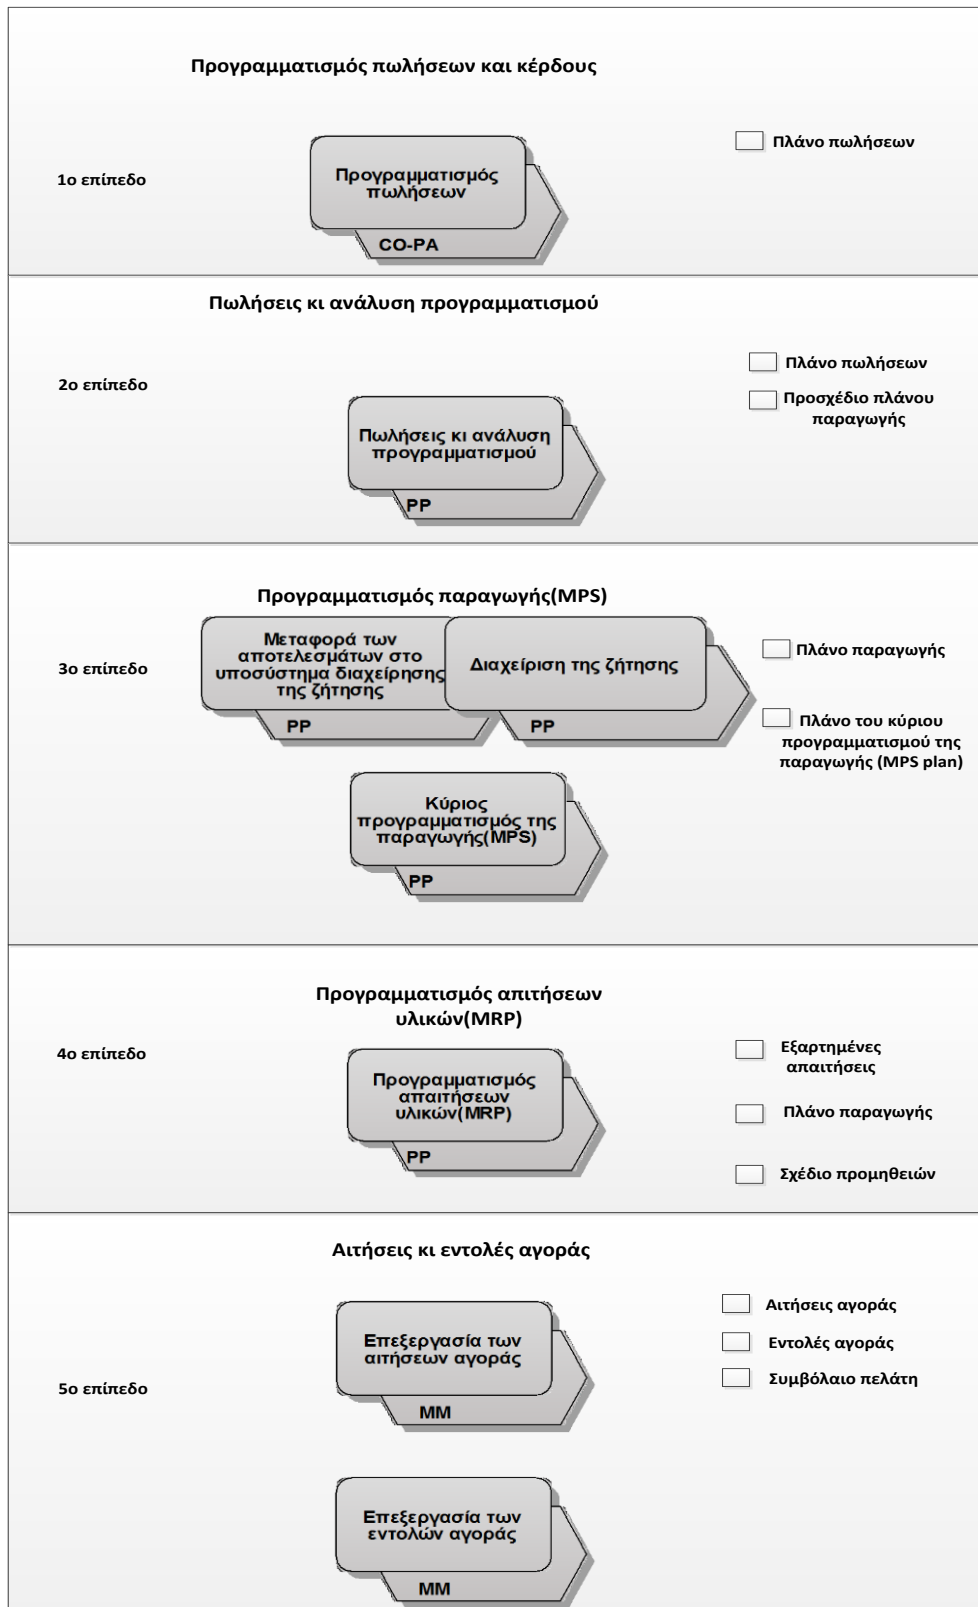 Προγραμματισμός πωλήσεων και κέρδους
Πλάνο πωλήσεων
1ο επίπεδο
Προγραμματισμός
πωλήσεων
CO-PA
Πωλήσεις κι ανάλυση προγραμματισμού
Πλάνο πωλήσεων
2ο επίπεδο
Προσχέδιο πλάνου
παραγωγής
Πωλήσεις κι ανάλυση
προγραμματισμού
PP
Προγραμματισμός παραγωγής(MPS)
3ο επίπεδο
Μεταφορά των
αποτελεσμάτων στο
υποσύστημα διαχείρησης
της ζήτησης
PP
Διαχείριση της ζήτησης
PP
Πλάνο παραγωγής
Πλάνο του κύριου
προγραμματισμού της
παραγωγής (MPS plan)
Κύριος
προγραμματισμός της
παραγωγής(MPS)
PP
Προγραμματισμός απιτήσεων
υλικών(MRP)
4ο επίπεδο
Προγραμματισμός
απαιτήσεων
υλικών(MRP)
PP
Εξαρτημένες
απαιτήσεις
Πλάνο παραγωγής
Σχέδιο προμηθειών
Αιτήσεις κι εντολές αγοράς
Αιτήσεις αγοράς
Εντολές αγοράς
Συμβόλαιο πελάτη
5ο επίπεδο
Επεξεργασία των
αιτήσεων αγοράς
MM
Επεξεργασία των
εντολών αγοράς
MM